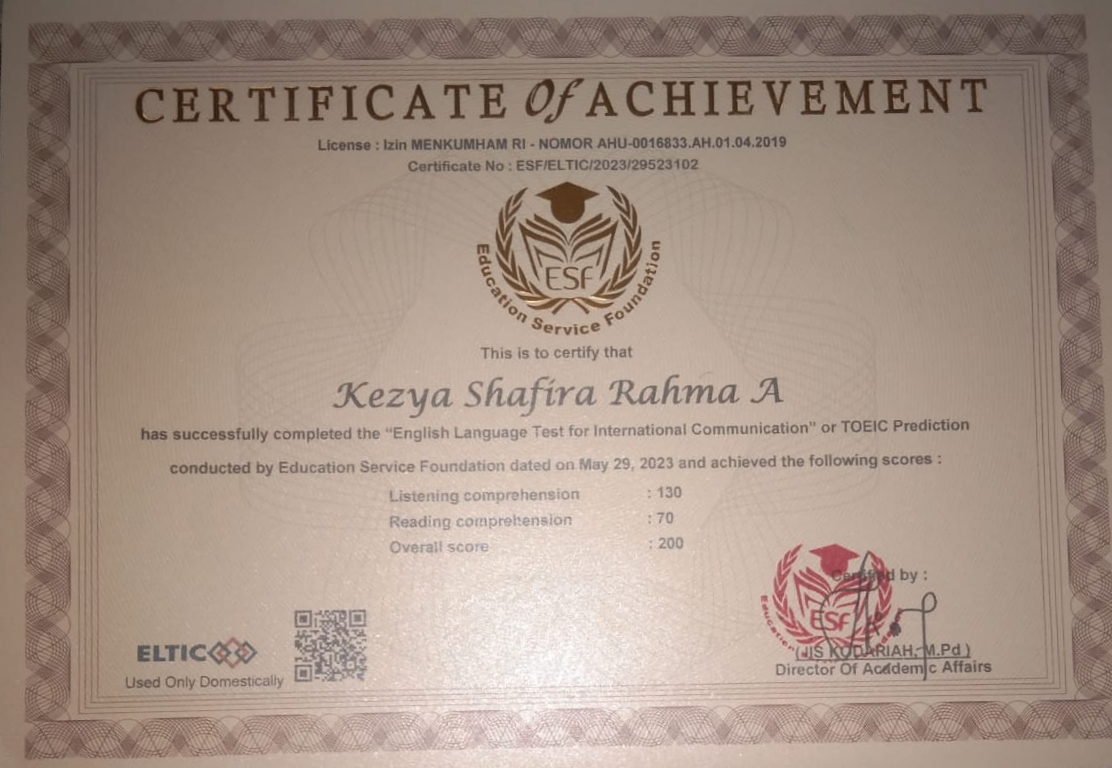 CERTIFICATE Of ACHIEVEMENT
License : Izin MENKUMHAM RI - NOMOR AHU-0016833.AH.01.04.2019
Certificate No : ESF/ELTIC/2023/29523102
ESF
Education Service Foundation
This is to certify that
Kezya Shafira Rahma A
has successfully completed the “English Language Test for International Communication” or TOEIC Prediction
conducted by Education Service Foundation dated on May 29, 2023 and achieved the following scores :
Listening comprehension : 130
Reading comprehension : 70
Overall score : 200
Certified by :
ESF
Education
(JIS KODARIAH, M.Pd )
Director Of Academic Affairs
ELTIC
Used Only Domestically